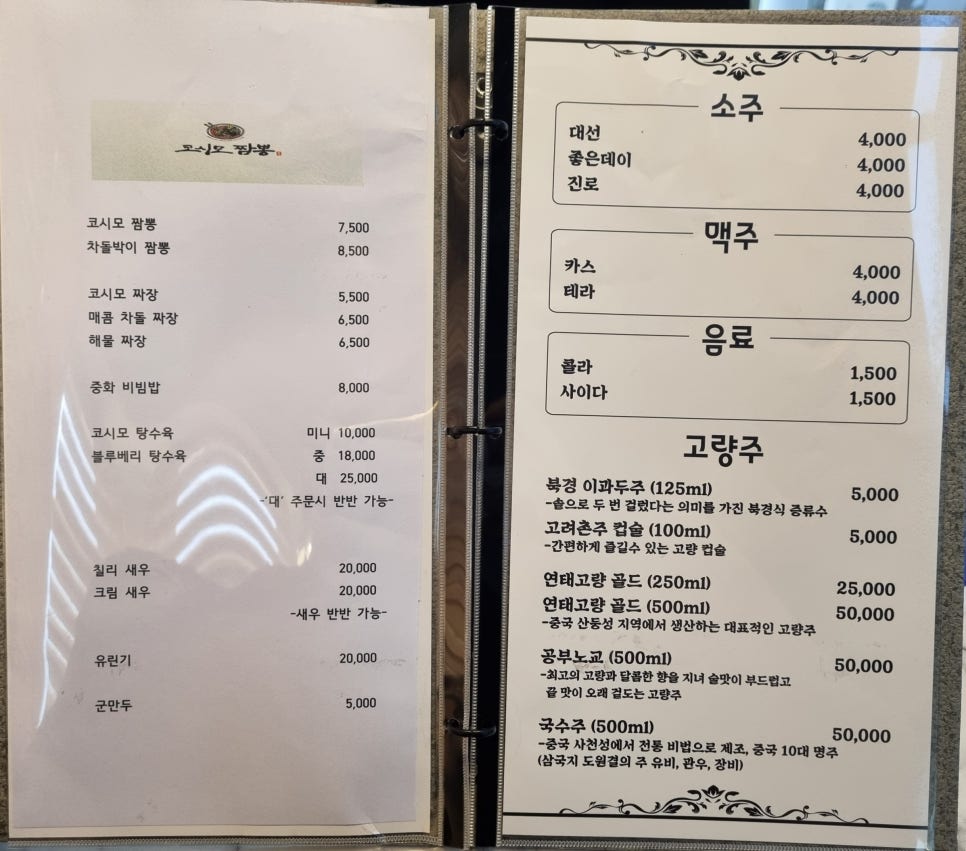 코시모 짬뽕
코시모 짬뽕 7,500
차돌박이 짬뽕 8,500
코시모 짜장 5,500
매콤 차돌 짜장 6,500
해물 짜장 6,500
중화 비빔밥 8,000
코시모 탕수육 미니 10,000
블루베리 탕수육 중 18,000
대 25,000
-'대' 주문시 반반 가능-
칠리 새우 20,000
크림 새우 20,000
-새우 반반 가능-
유린기 20,000
군만두 5,000
소주
대선 4,000
좋은데이 4,000
진로 4,000
맥주
카스 4,000
테라 4,000
음료
콜라 1,500
사이다 1,500
고량주
북경 이과두주 (125ml) 5,000
-솥으로 두 번 걸렀다는 의미를 가진 북경식 증류수
고려촌주 컵술 (100ml) 5,000
-간편하게 즐길수 있는 고량 컵술
연태고량 골드 (250ml) 25,000
연태고량 골드 (500ml) 50,000
-중국 산둥성 지역에서 생산하는 대표적인 고량주
공부노교 (500ml) 50,000
-최고의 고량과 달콤한 향을 지녀 술맛이 부드럽고
끝 맛이 오래 걸도는 고량주
국수주 (500ml) 50,000
-중국 사천성에서 전통 비법으로 제조, 중국 10대 명주
(삼국지 도원결의 주 유비, 관우, 장비)